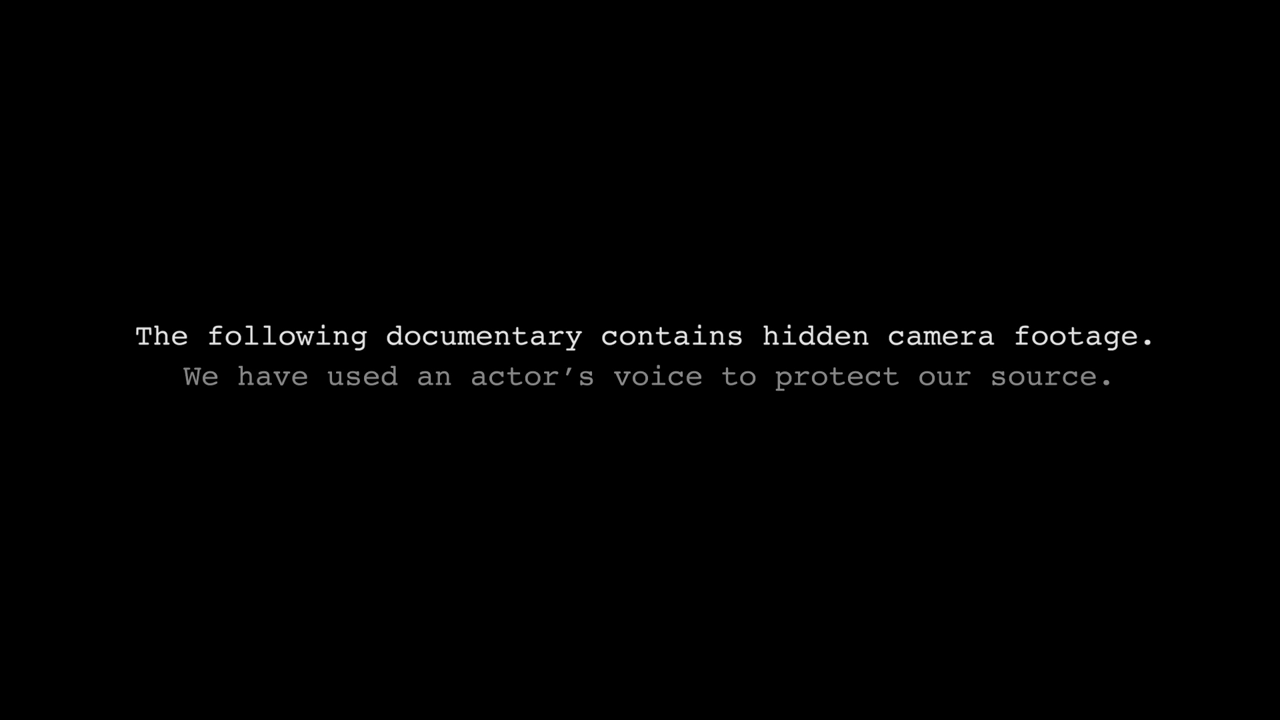 The following documentary contains hidden camera footage.
We have used an actor’s voice to protect our source.